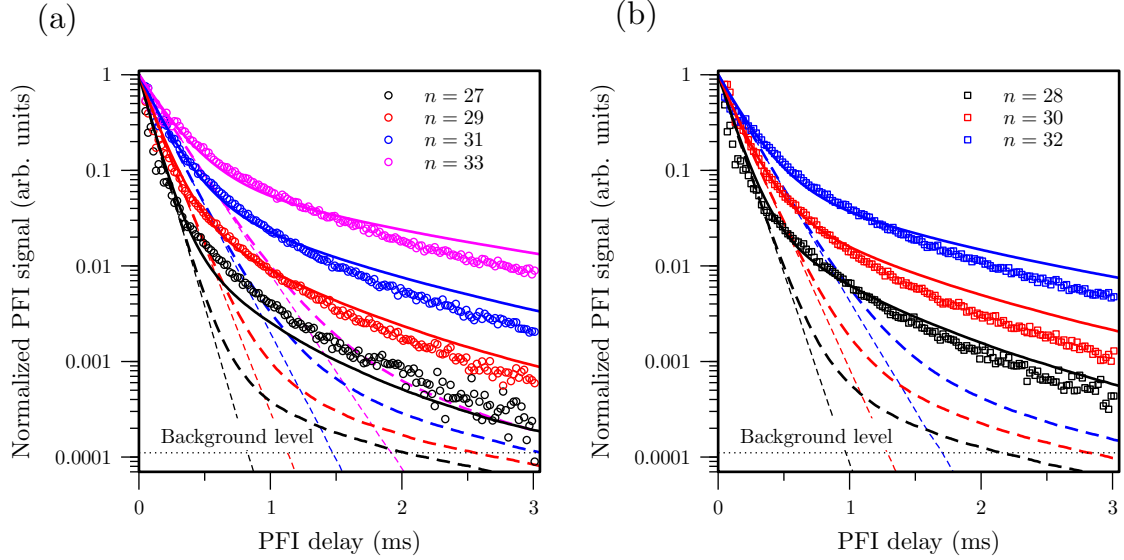 (a)
Normalized PFI signal (arb. units)
1
0.1
0.01
0.001
0.0001
n = 27
n = 29
n = 31
n = 33
Background level
0
1
2
3
PFI delay (ms)
(b)
Normalized PFI signal (arb. units)
1
0.1
0.01
0.001
0.0001
n = 28
n = 30
n = 32
Background level
0
1
2
3
PFI delay (ms)